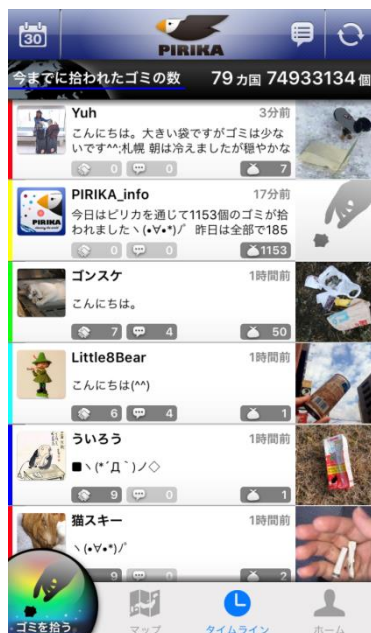 30
PIRIKA
今までに拾われたゴミの数 79 カ国 74933134 個
Yuh 3分前
こんにちは。大きい袋ですがゴミは少な
いです^^;札幌 朝は冷えましたが穏やかな
0 0 7
PIRIKA_info 17分前
PIRIKA
今日はピリカを通じて1153個のゴミが拾
われましたヽ(•∀•*)ﾉﾞ 昨日は全部で185
0 0 1153
ゴンスケ 1時間前
こんにちは。
7 4 50
Little8Bear 1時間前
こんにちは(^^)
6 4 1
ういろう 1時間前
■ヽ(*´Д｀)ノ◇
9 0 1
猫スキー 1時間前
ヽ(•∀•*)ﾉﾞ
9 0 2
ゴミを拾う
マップ
タイムライン
ホーム